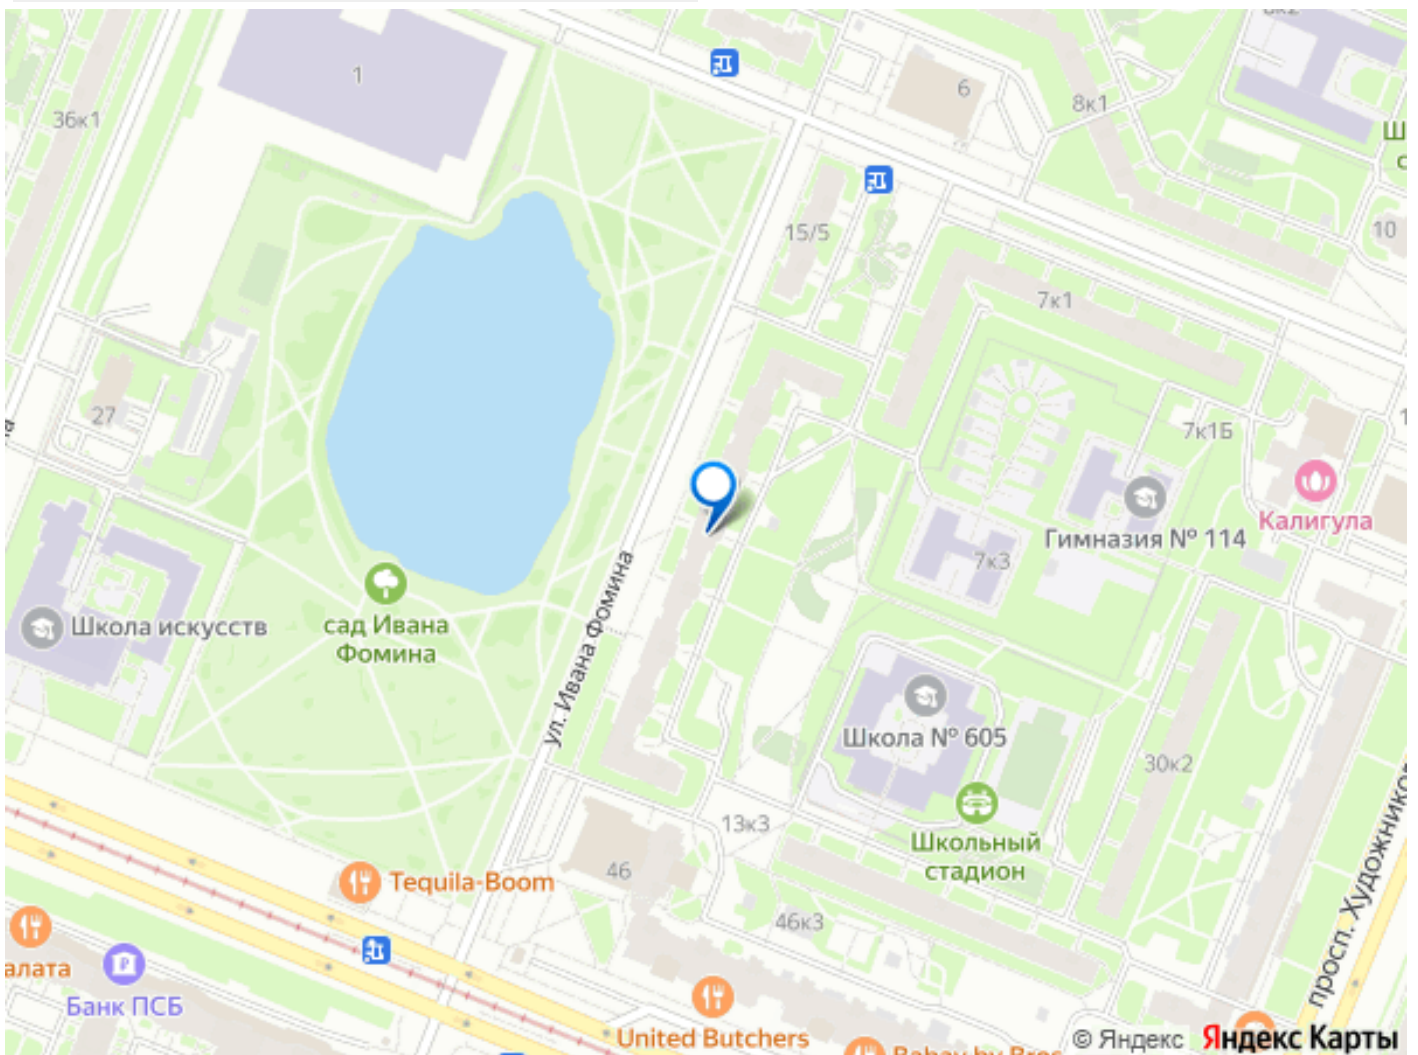 1
36к1
6
8к1
10
15/5
7к1
27
7к1Б
Калигула
Гимназия № 114
7к3
Школа искусств
сад Ивана
Фомина
ул. Ивана Фомина
Школа № 605
30к2
Школьный
стадион
13к3
46
46к3
Tequila-Boom
просп. Художников
алата
Банк ПСБ
United Butchers
© Яндекс Яндекс Карты